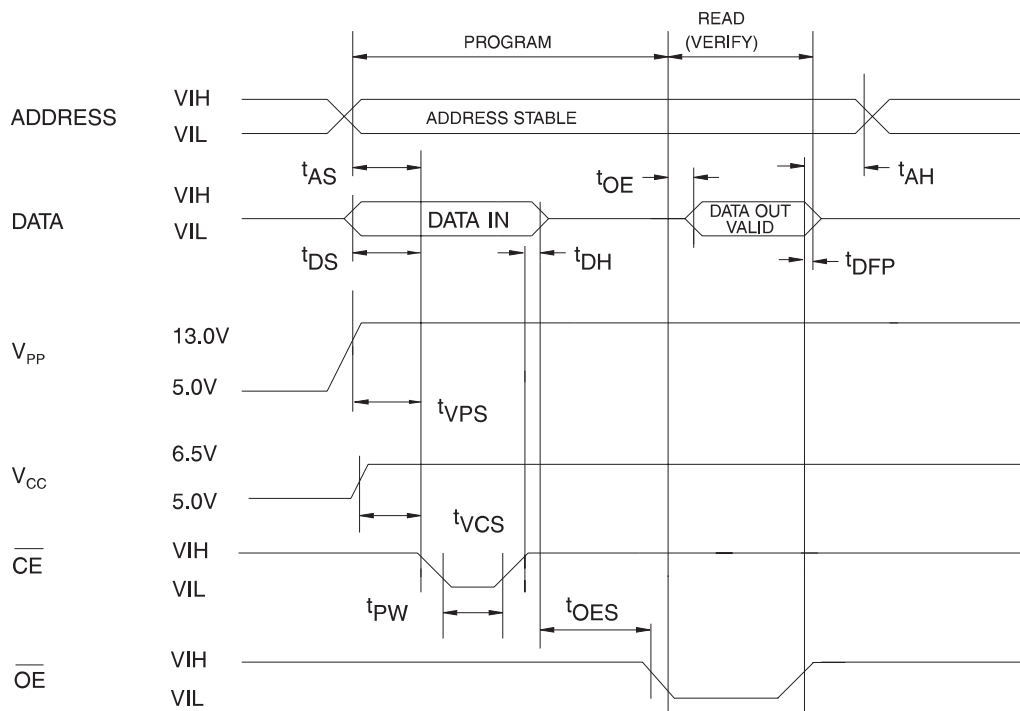 READ
PROGRAM (VERIFY)
ADDRESS VIH ADDRESS STABLE
VIL
tAS tOE tAH
DATA VIH DATA IN DATA OUT
VIL VALID
tDS tDH tDFP
VPP 13.0V
5.0V
tVPS
VCC 6.5V
5.0V
tVCS
C̅E̅ VIH
VIL
tPW tOES
O̅E̅ VIH
VIL